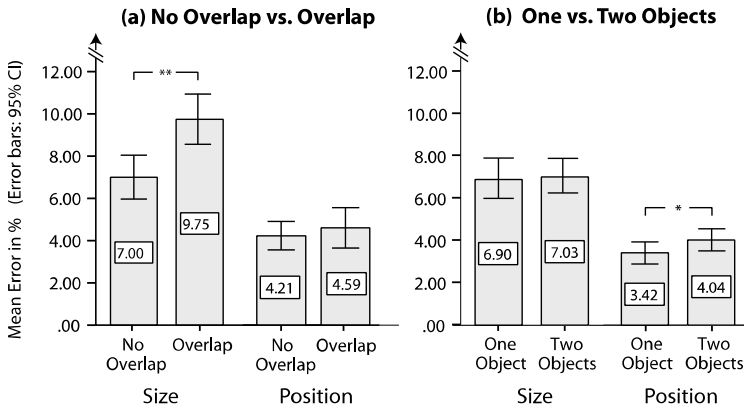 (a) No Overlap vs. Overlap
(b) One vs. Two Objects
Mean Error in % (Error bars: 95% CI)
12.00
10.00
8.00
6.00
4.00
2.00
.00
**
7.00
9.75
4.21
4.59
No
Overlap
Overlap
No
Overlap
Overlap
Size
Position
12.00
10.00
8.00
6.00
4.00
2.00
.00
*
6.90
7.03
3.42
4.04
One
Object
Two
Objects
One
Object
Two
Objects
Size
Position